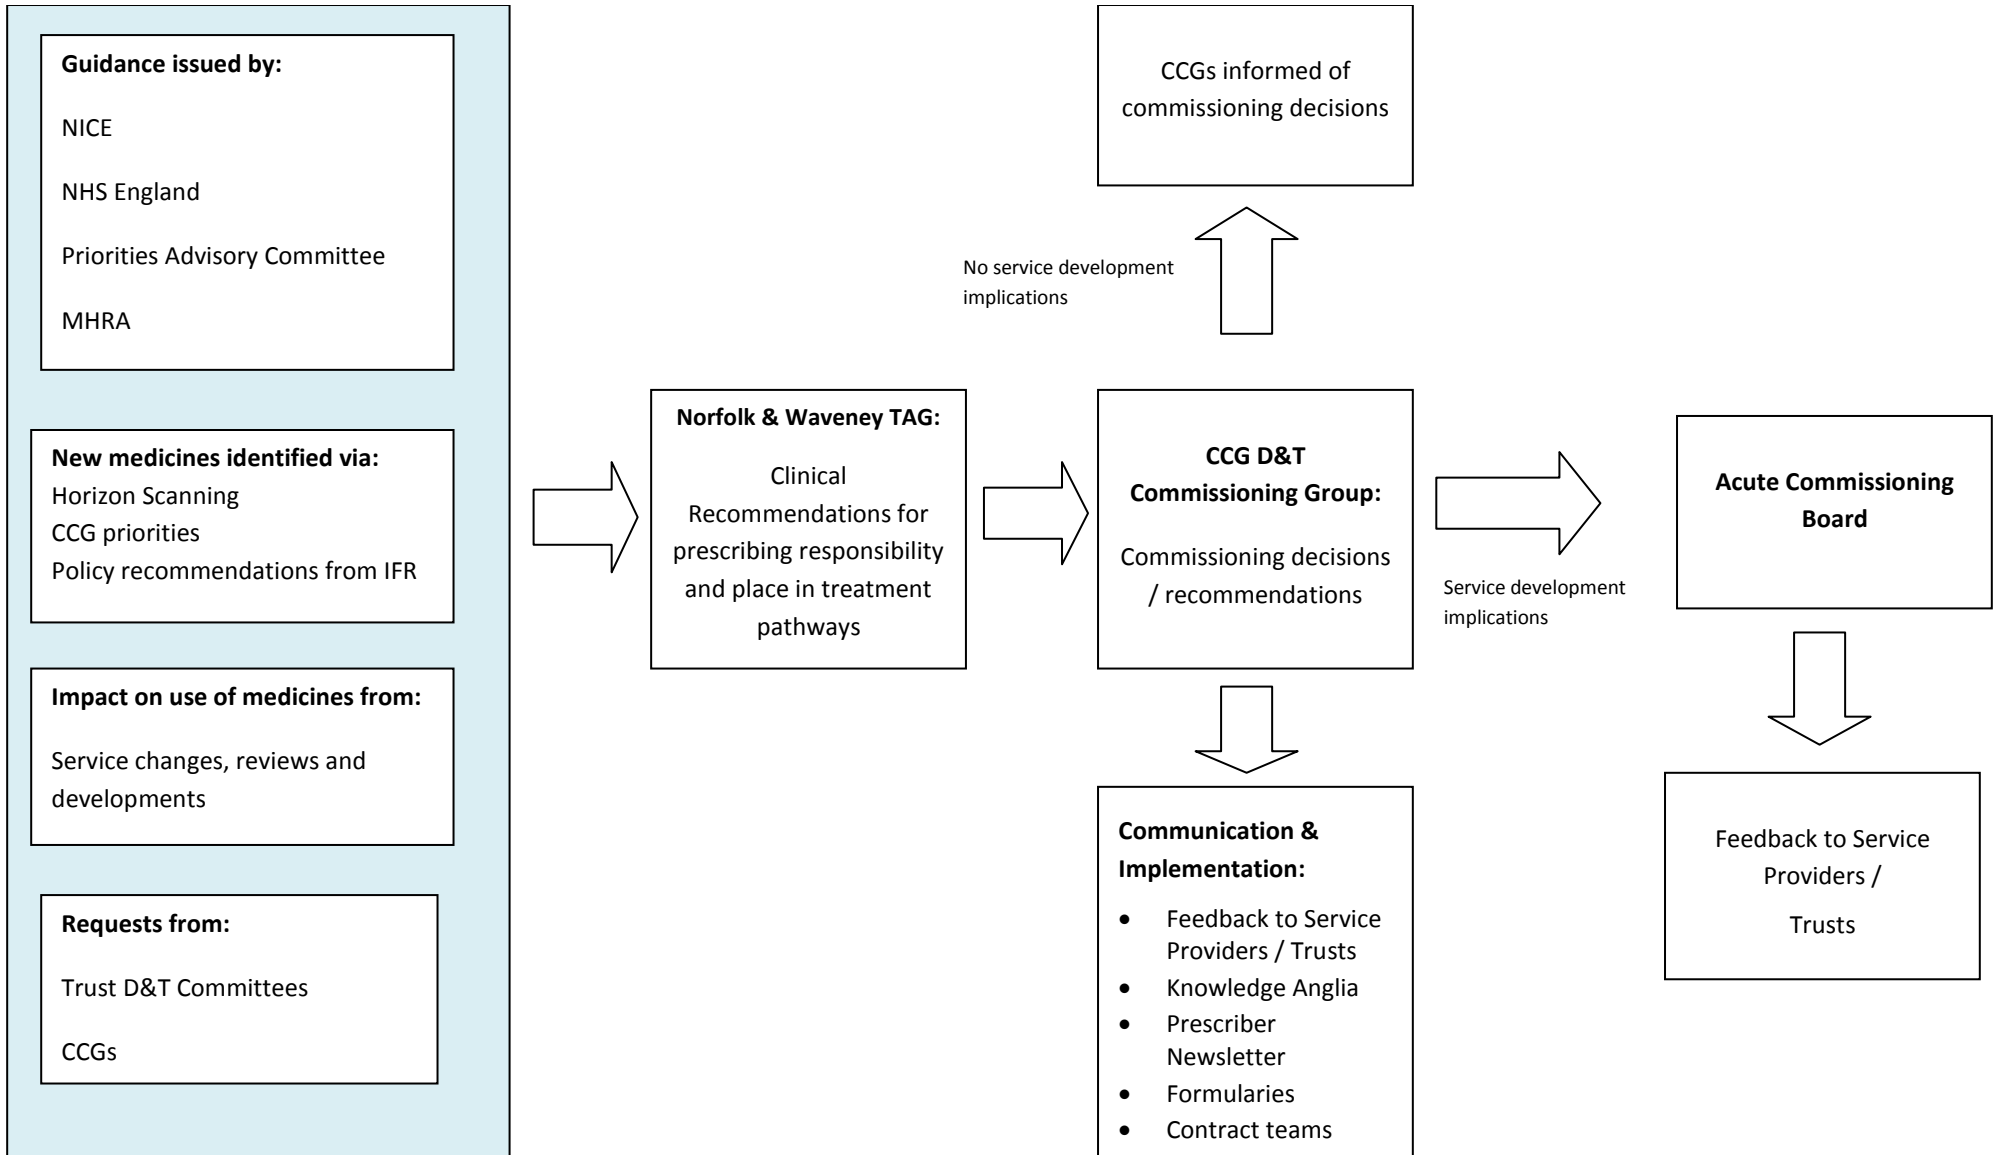 Guidance issued by:
NICE
NHS England
Priorities Advisory Committee
MHRA
New medicines identified via:
Horizon Scanning
CCG priorities
Policy recommendations from IFR
Impact on use of medicines from:
Service changes, reviews and
developments
Requests from:
Trust D&T Committees
CCGs
Norfolk & Waveney TAG:
Clinical
Recommendations for
prescribing responsibility
and place in treatment
pathways
CCGs informed of
commissioning decisions
No service development
implications
CCG D&T
Commissioning Group:
Commissioning decisions
/ recommendations
Service development
implications
Communication &
Implementation:
• Feedback to Service
Providers / Trusts
• Knowledge Anglia
• Prescriber
Newsletter
• Formularies
• Contract teams
Acute Commissioning
Board
Feedback to Service
Providers /
Trusts